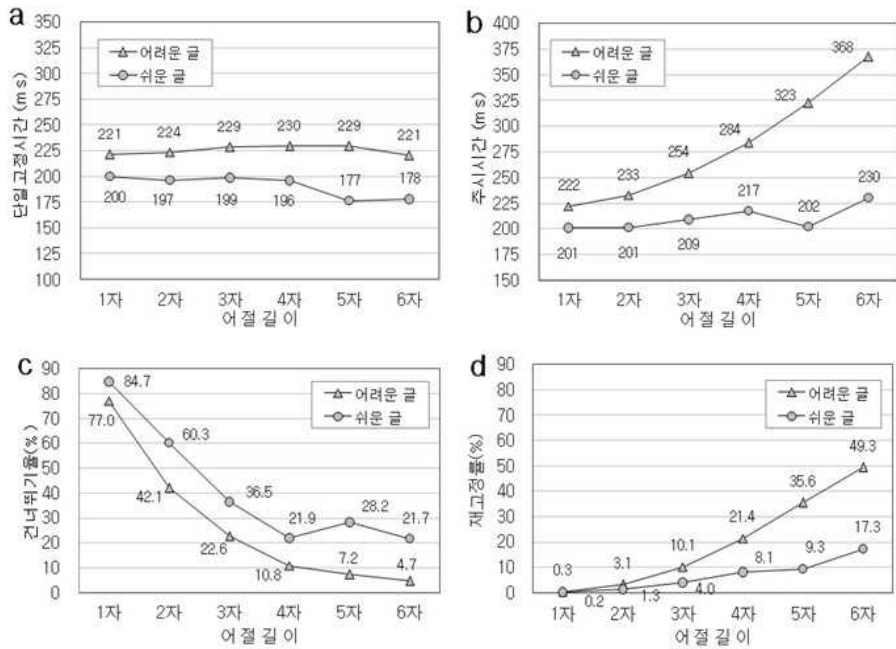 a
350
325
300
275
250
225
200
175
150
125
100
단일고정시간 (ms)
어려운 글
쉬운 글
221 224 229 230 229 221
200 197 199 196 177 178
1자 2자 3자 4자 5자 6자
어절길이
b
400
375
350
325
300
275
250
225
200
175
150
주시시간 (ms)
어려운 글
쉬운 글
222 233 254 284 323 368
201 201 209 217 202 230
1자 2자 3자 4자 5자 6자
어절길이
c
90
80
70
60
50
40
30
20
10
0
건너뛰기율(%)
어려운 글
쉬운 글
84.7 60.3 36.5 21.9 28.2 21.7
77.0 42.1 22.6 10.8 7.2 4.7
1자 2자 3자 4자 5자 6자
어절길이
d
90
80
70
60
50
40
30
20
10
0
재고정률(%)
어려운 글
쉬운 글
0.3 3.1 10.1 21.4 35.6 49.3
0.2 1.3 4.0 8.1 9.3 17.3
1자 2자 3자 4자 5자 6자
어절길이